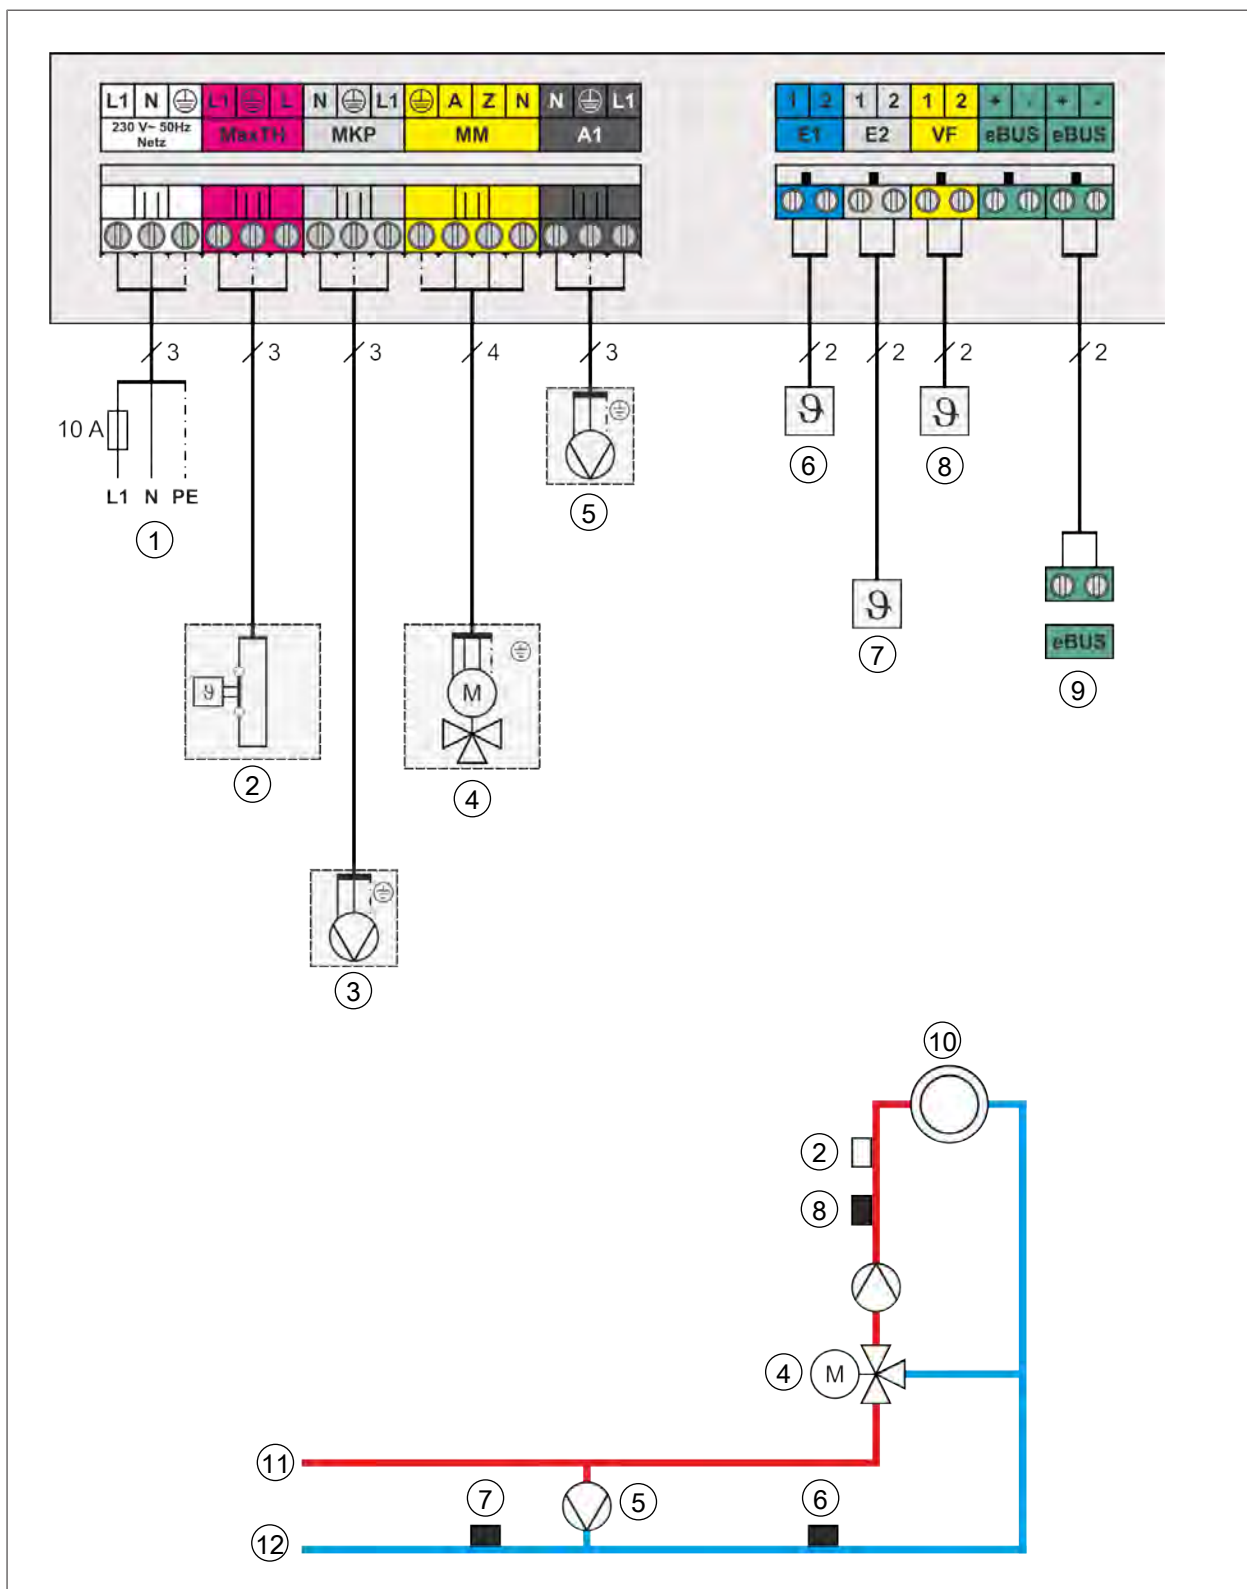 L1 N L1 L N L1 A Z N N L1 1 2 1 2 1 2 + - + -
230 V~ 50Hz
Netz
MaxTH MKP MM A1 E1 E2 VF eBUS eBUS
3 3 3 4 3 2 2 2 2
10 A
L1 N PE
ϑ ϑ
6 8
5
1
ϑ
7
eBUS
9
ϑ
M
2
4
3
10
2
8
4 M
11
7 5 6
12